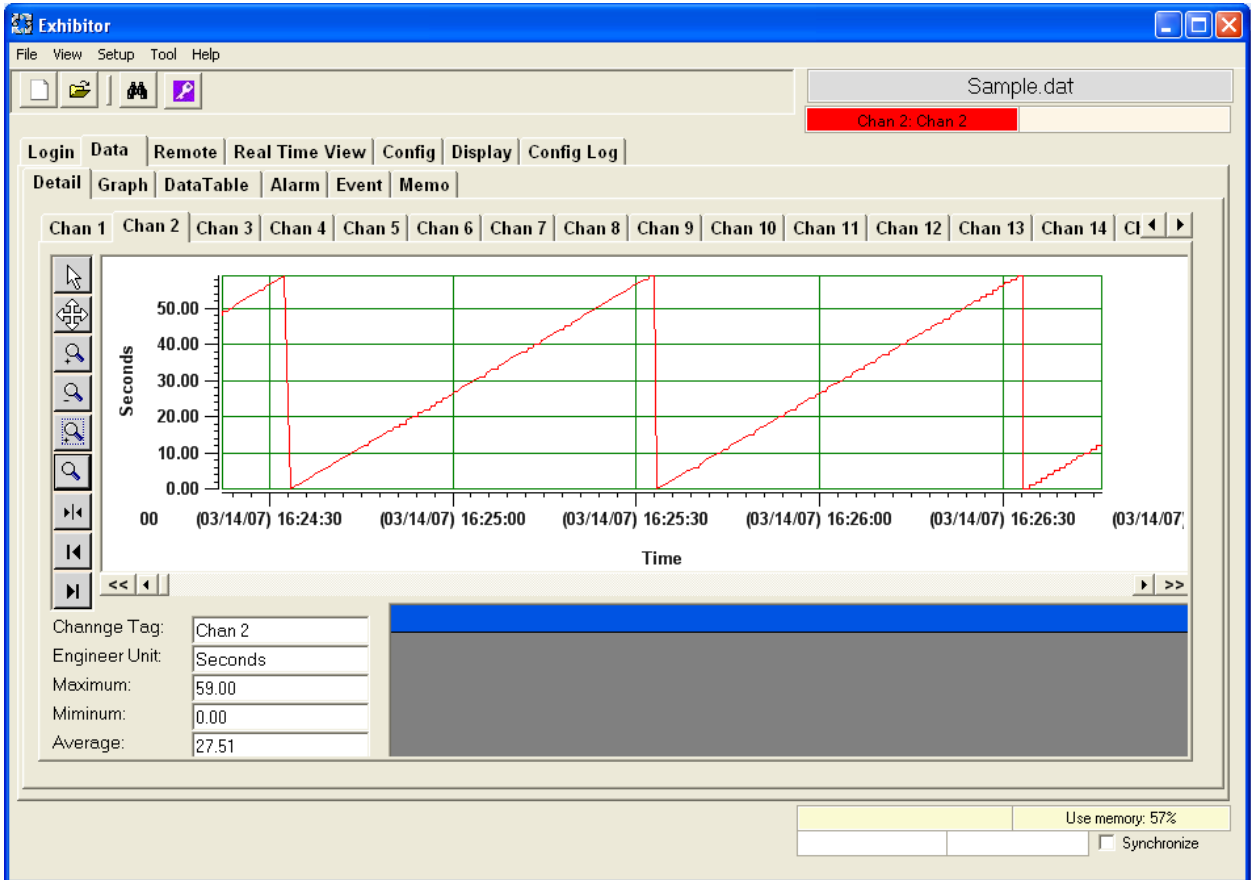 Exhibitor
File View Setup Tool Help
Sample.dat
Chan 2: Chan 2
Login Data Remote Real Time View Config Display Config Log
Detail Graph DataTable Alarm Event Memo
Chan 1 Chan 2 Chan 3 Chan 4 Chan 5 Chan 6 Chan 7 Chan 8 Chan 9 Chan 10 Chan 11 Chan 12 Chan 13 Chan 14
50.00
40.00
30.00
20.00
10.00
0.00
Seconds
00 (03/14/07) 16:24:30 (03/14/07) 16:25:00 (03/14/07) 16:25:30 (03/14/07) 16:26:00 (03/14/07) 16:26:30 (03/14/07)
Time
<< >>
Channge Tag: Chan 2
Engineer Unit: Seconds
Maximum: 59.00
Miminum: 0.00
Average: 27.51
Use memory: 57%
Synchronize